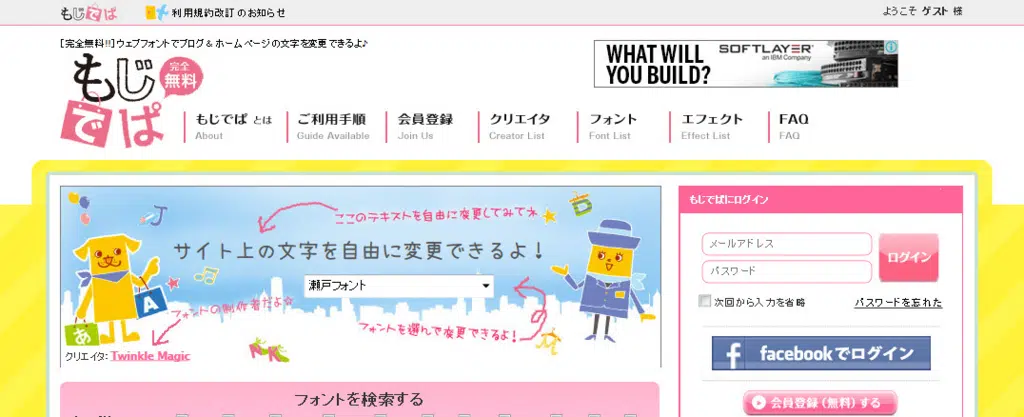 もじでぱ
利用規約改訂のお知らせ
ようこそ ゲスト 様
[完全無料!!]ウェブフォントでブログ＆ホームページの文字を変更できるよ♪
もじでぱ
完全
無料
WHAT WILL
YOU BUILD?
SOFTLAYER
an IBM Company
もじでぱ とは
About
ご利用手順
Guide Available
会員登録
Join Us
クリエイタ
Creator List
フォント
Font List
エフェクト
Effect List
FAQ
FAQ
J
ここのテキストを自由に変更してみてネ
サイト上の文字を自由に変更できるよ！
瀬戸フォント
フォントの制作者だよ☆
フォントを選んで変更できるよ！
A
あ
クリエイタ: Twinkle Magic
もじでぱにログイン
メールアドレス
パスワード
ログイン
次回から入力を省略
パスワードを忘れた
f facebookでログイン
会員登録（無料）する
フォントを検索する